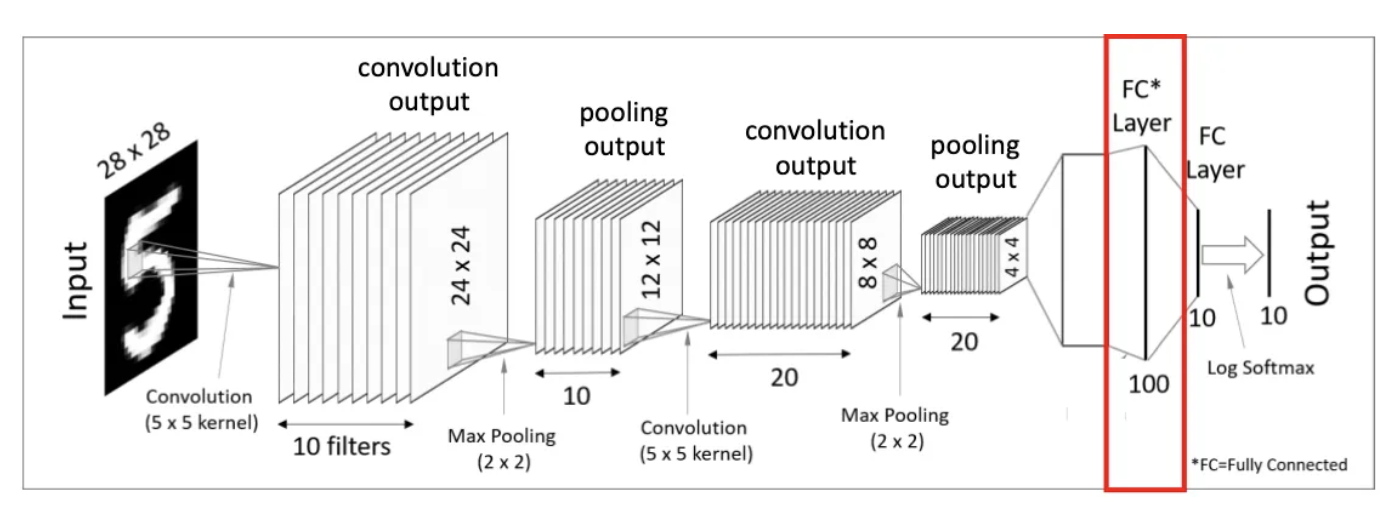 Input
28 x 28
Convolution
(5 x 5 kernel)
convolution
output
24 x 24
10 filters
Max Pooling
(2 x 2)
pooling
output
12 x 12
10
Convolution
(5 x 5 kernel)
convolution
output
8 x 8
20
Max Pooling
(2 x 2)
pooling
output
4 x 4
20
FC*
Layer
100
FC
Layer
10
Log Softmax
10
Output
*FC=Fully Connected